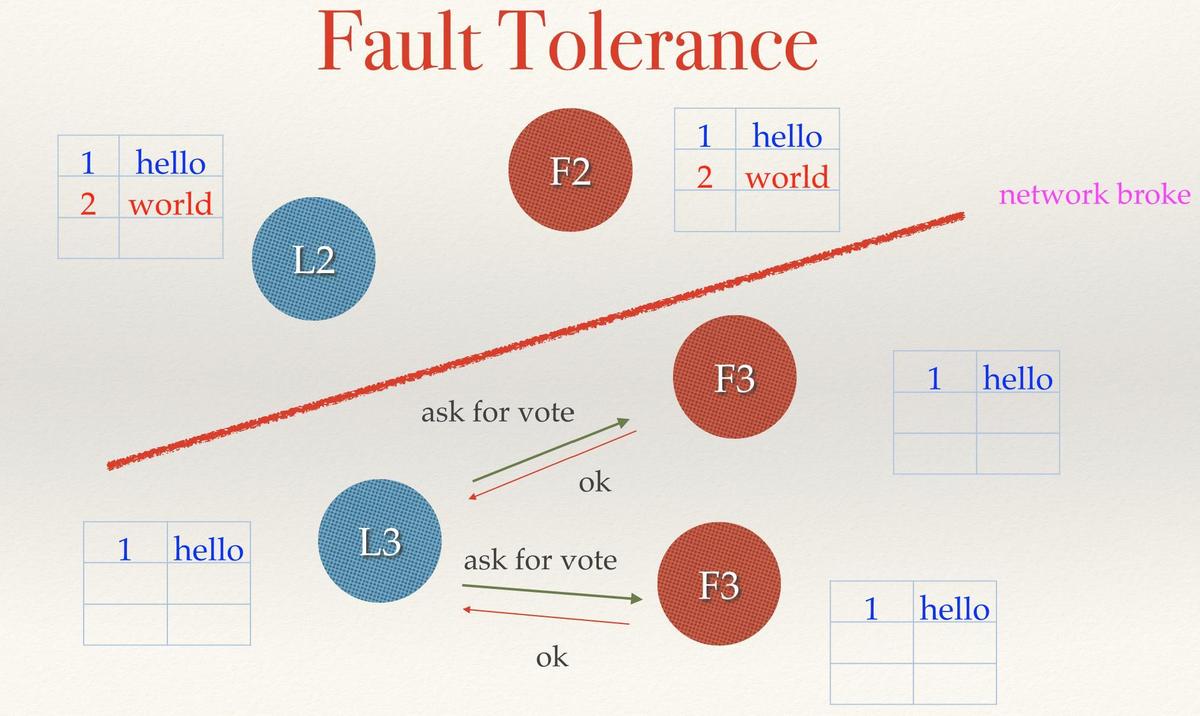 Fault Tolerance
1 hello
2 world
L2
F2
1 hello
2 world
network broke
F3
1 hello
ask for vote
ok
L3
1 hello
ask for vote
ok
F3
1 hello